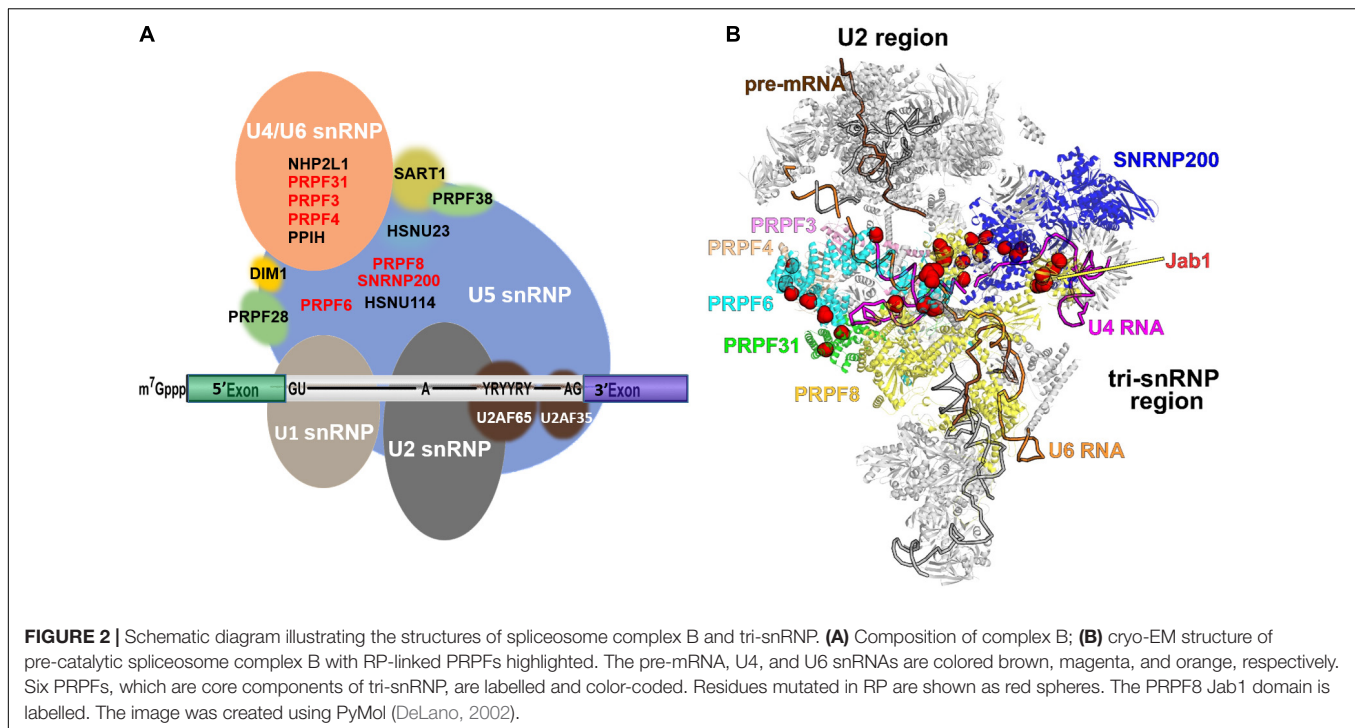 A
U4/U6 snRNP
NHP2L1
PRPF31
PRPF3
PRPF4
PPIH
SART1
PRPF38
HSNU23
DIM1
PRPF8
SNRNP200
U5 snRNP
PRPF6
HSNU114
PRPF28
m⁷Gppp 5′Exon GU A YRYYRY AG 3′Exon
U2AF65 U2AF35
U1 snRNP
U2 snRNP
B
U2 region
pre-mRNA
SNRNP200
PRPF3
PRPF4
Jab1
PRPF6
U4 RNA
PRPF31
PRPF8
tri-snRNP
region
U6 RNA
FIGURE 2 | Schematic diagram illustrating the structures of spliceosome complex B and tri-snRNP. (A) Composition of complex B; (B) cryo-EM structure of
pre-catalytic spliceosome complex B with RP-linked PRPFs highlighted. The pre-mRNA, U4, and U6 snRNAs are colored brown, magenta, and orange, respectively.
Six PRPFs, which are core components of tri-snRNP, are labelled and color-coded. Residues mutated in RP are shown as red spheres. The PRPF8 Jab1 domain is
labelled. The image was created using PyMol (DeLano, 2002).